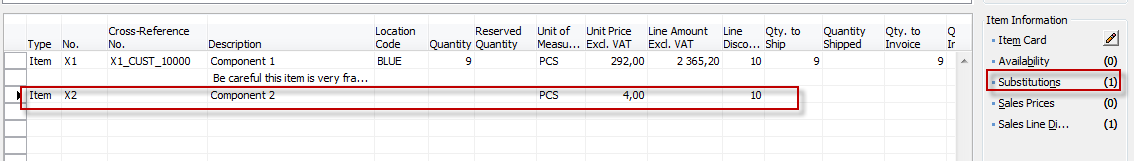 Type No. Cross-Reference No. Description Location Code Quantity Reserved Quantity Unit of Measu... Unit Price Excl. VAT Line Amount Excl. VAT Line Disco... Qty. to Ship Quantity Shipped Qty. to Invoice Q In
Item X1 X1_CUST_10000 Component 1 BLUE 9 PCS 292,00 2 365,20 10 9 9
Be careful this item is very fra...
Item X2 Component 2 PCS 4,00 10
Item Information
Item Card
Availability (0)
Substitutions (1)
Sales Prices (0)
Sales Line Di... (1)